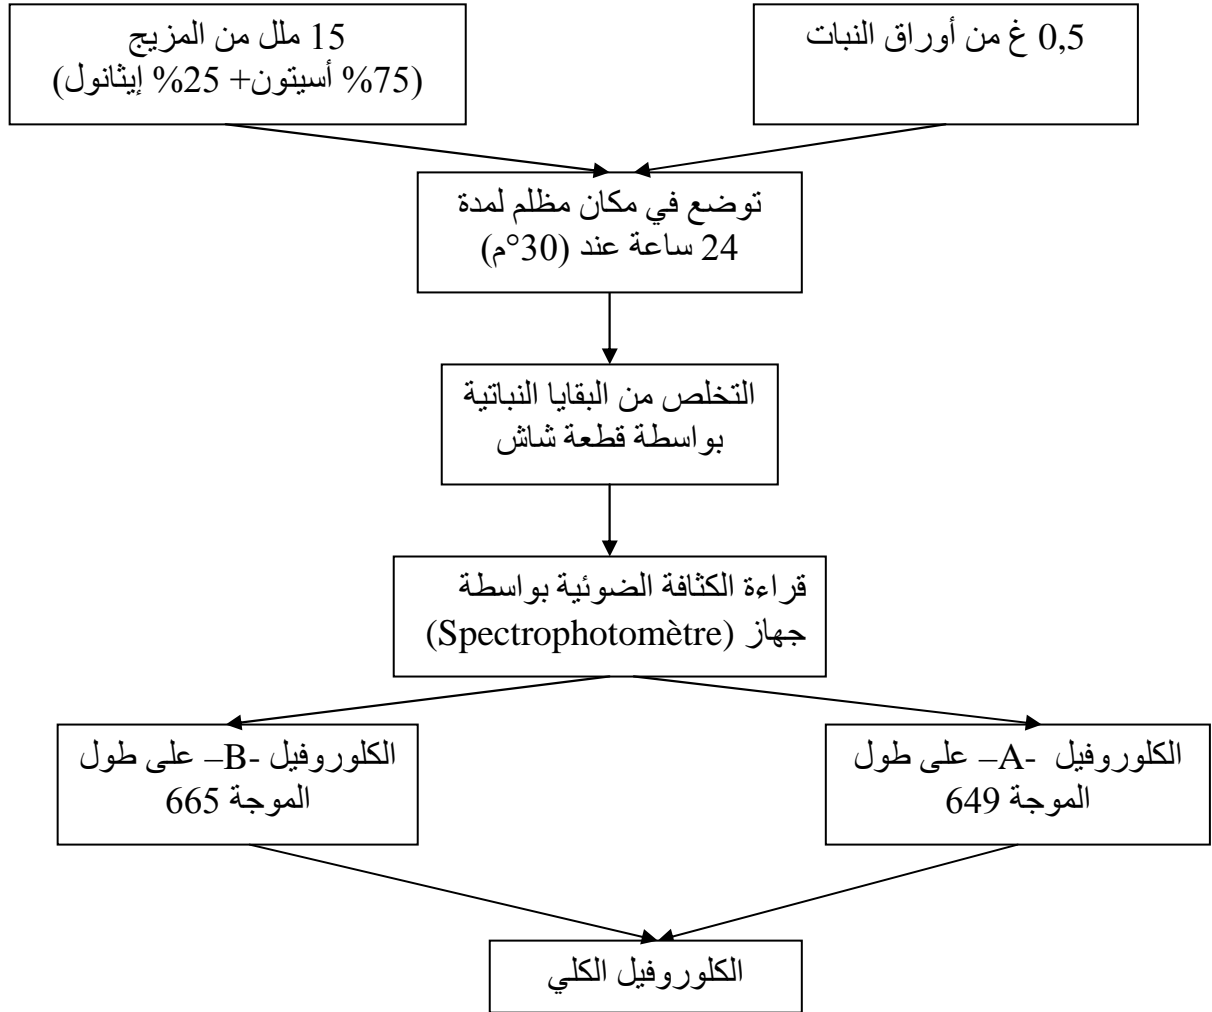 0,5 غ من أوراق النبات
15 ملل من المزيج
(75% أسيتون+ 25% إيثانول)
توضع في مكان مظلم لمدة
24 ساعة عند (30°م)
التخلص من البقايا النباتية
بواسطة قطعة شاش
قراءة الكثافة الضوئية بواسطة
جهاز (Spectrophotomètre)
الكلوروفيل -A– على طول
الموجة 649
الكلوروفيل -B– على طول
الموجة 665
الكلوروفيل الكلي